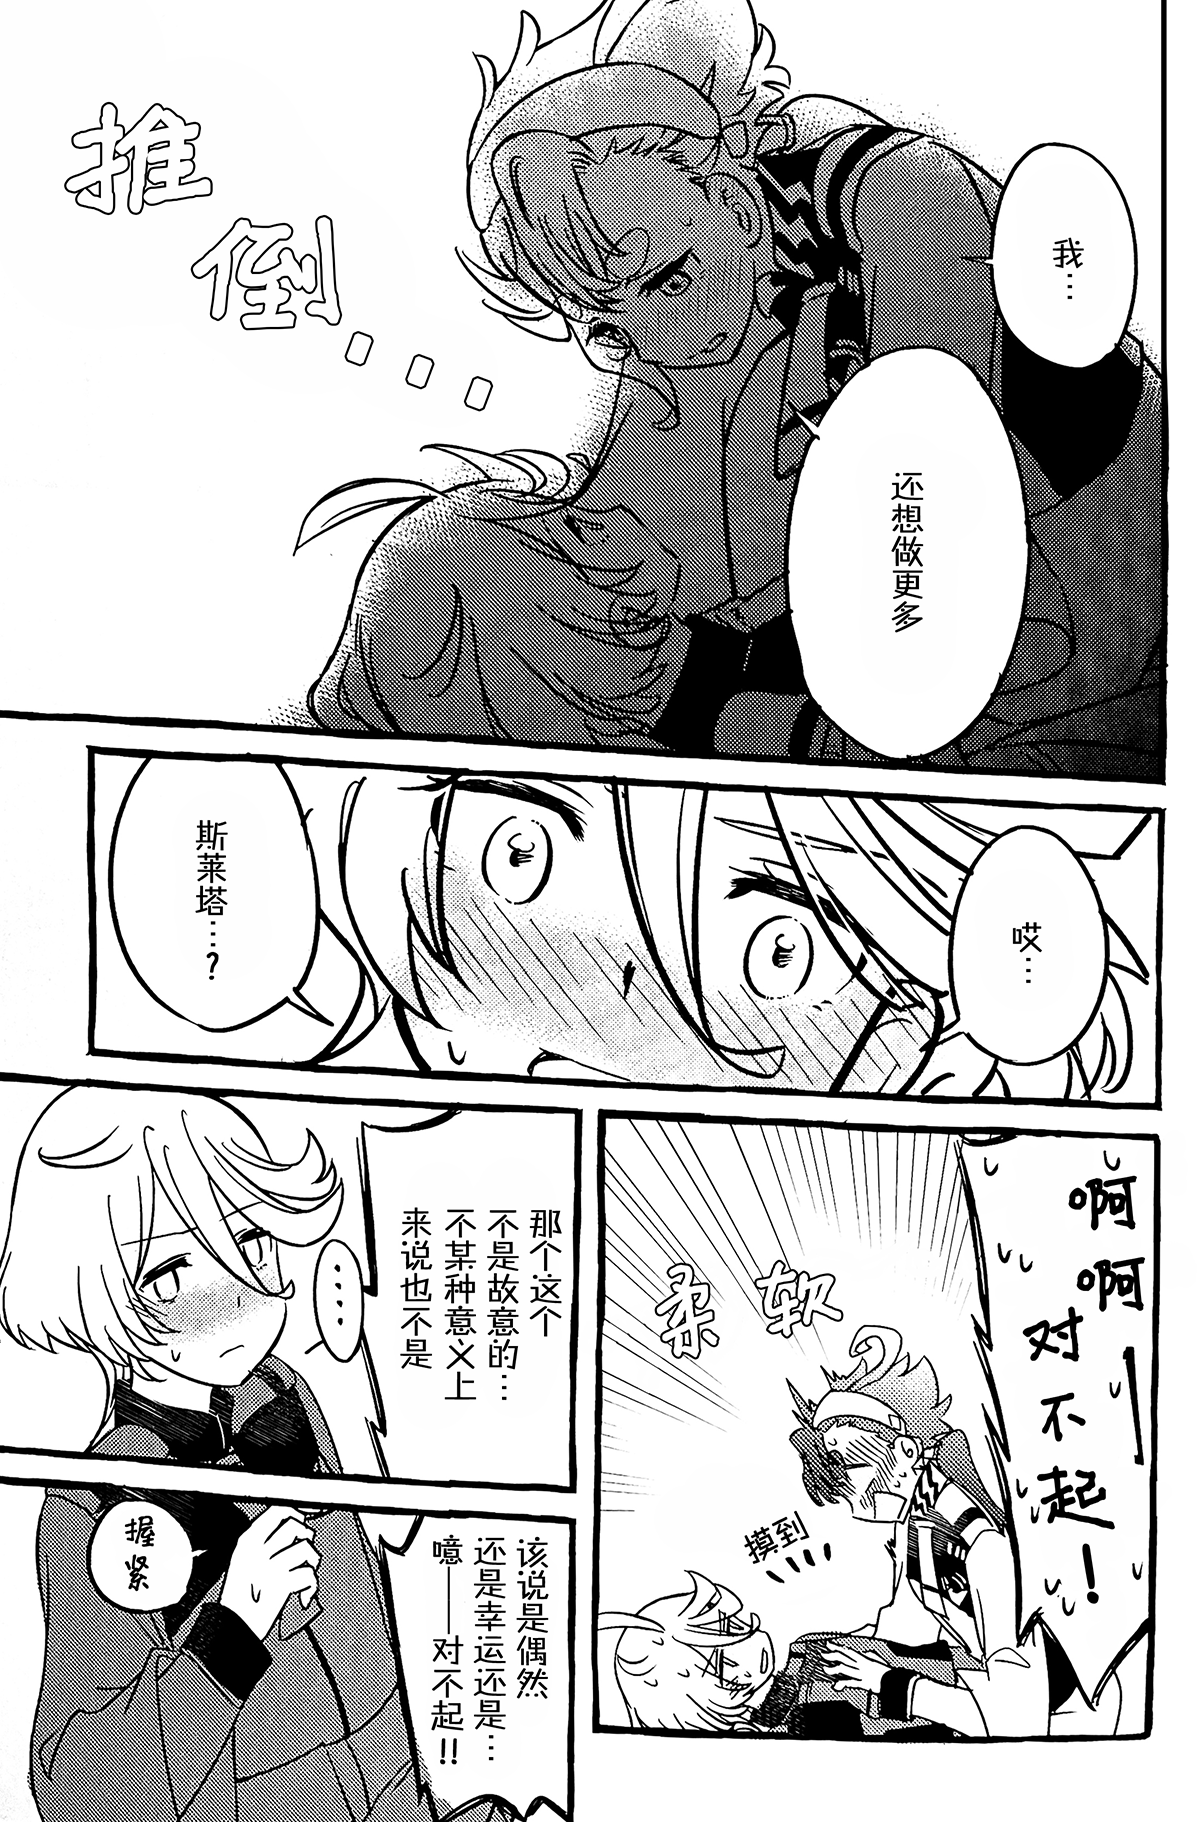 我…
还想做更多
推倒...
哎…
斯莱塔…?
啊啊
对不起!
柔软
摸到
那个这个
不是故意的…
不某种意义上
来说也不是
…
该说是偶然
还是幸运还是…
噫——对不起!!
握紧